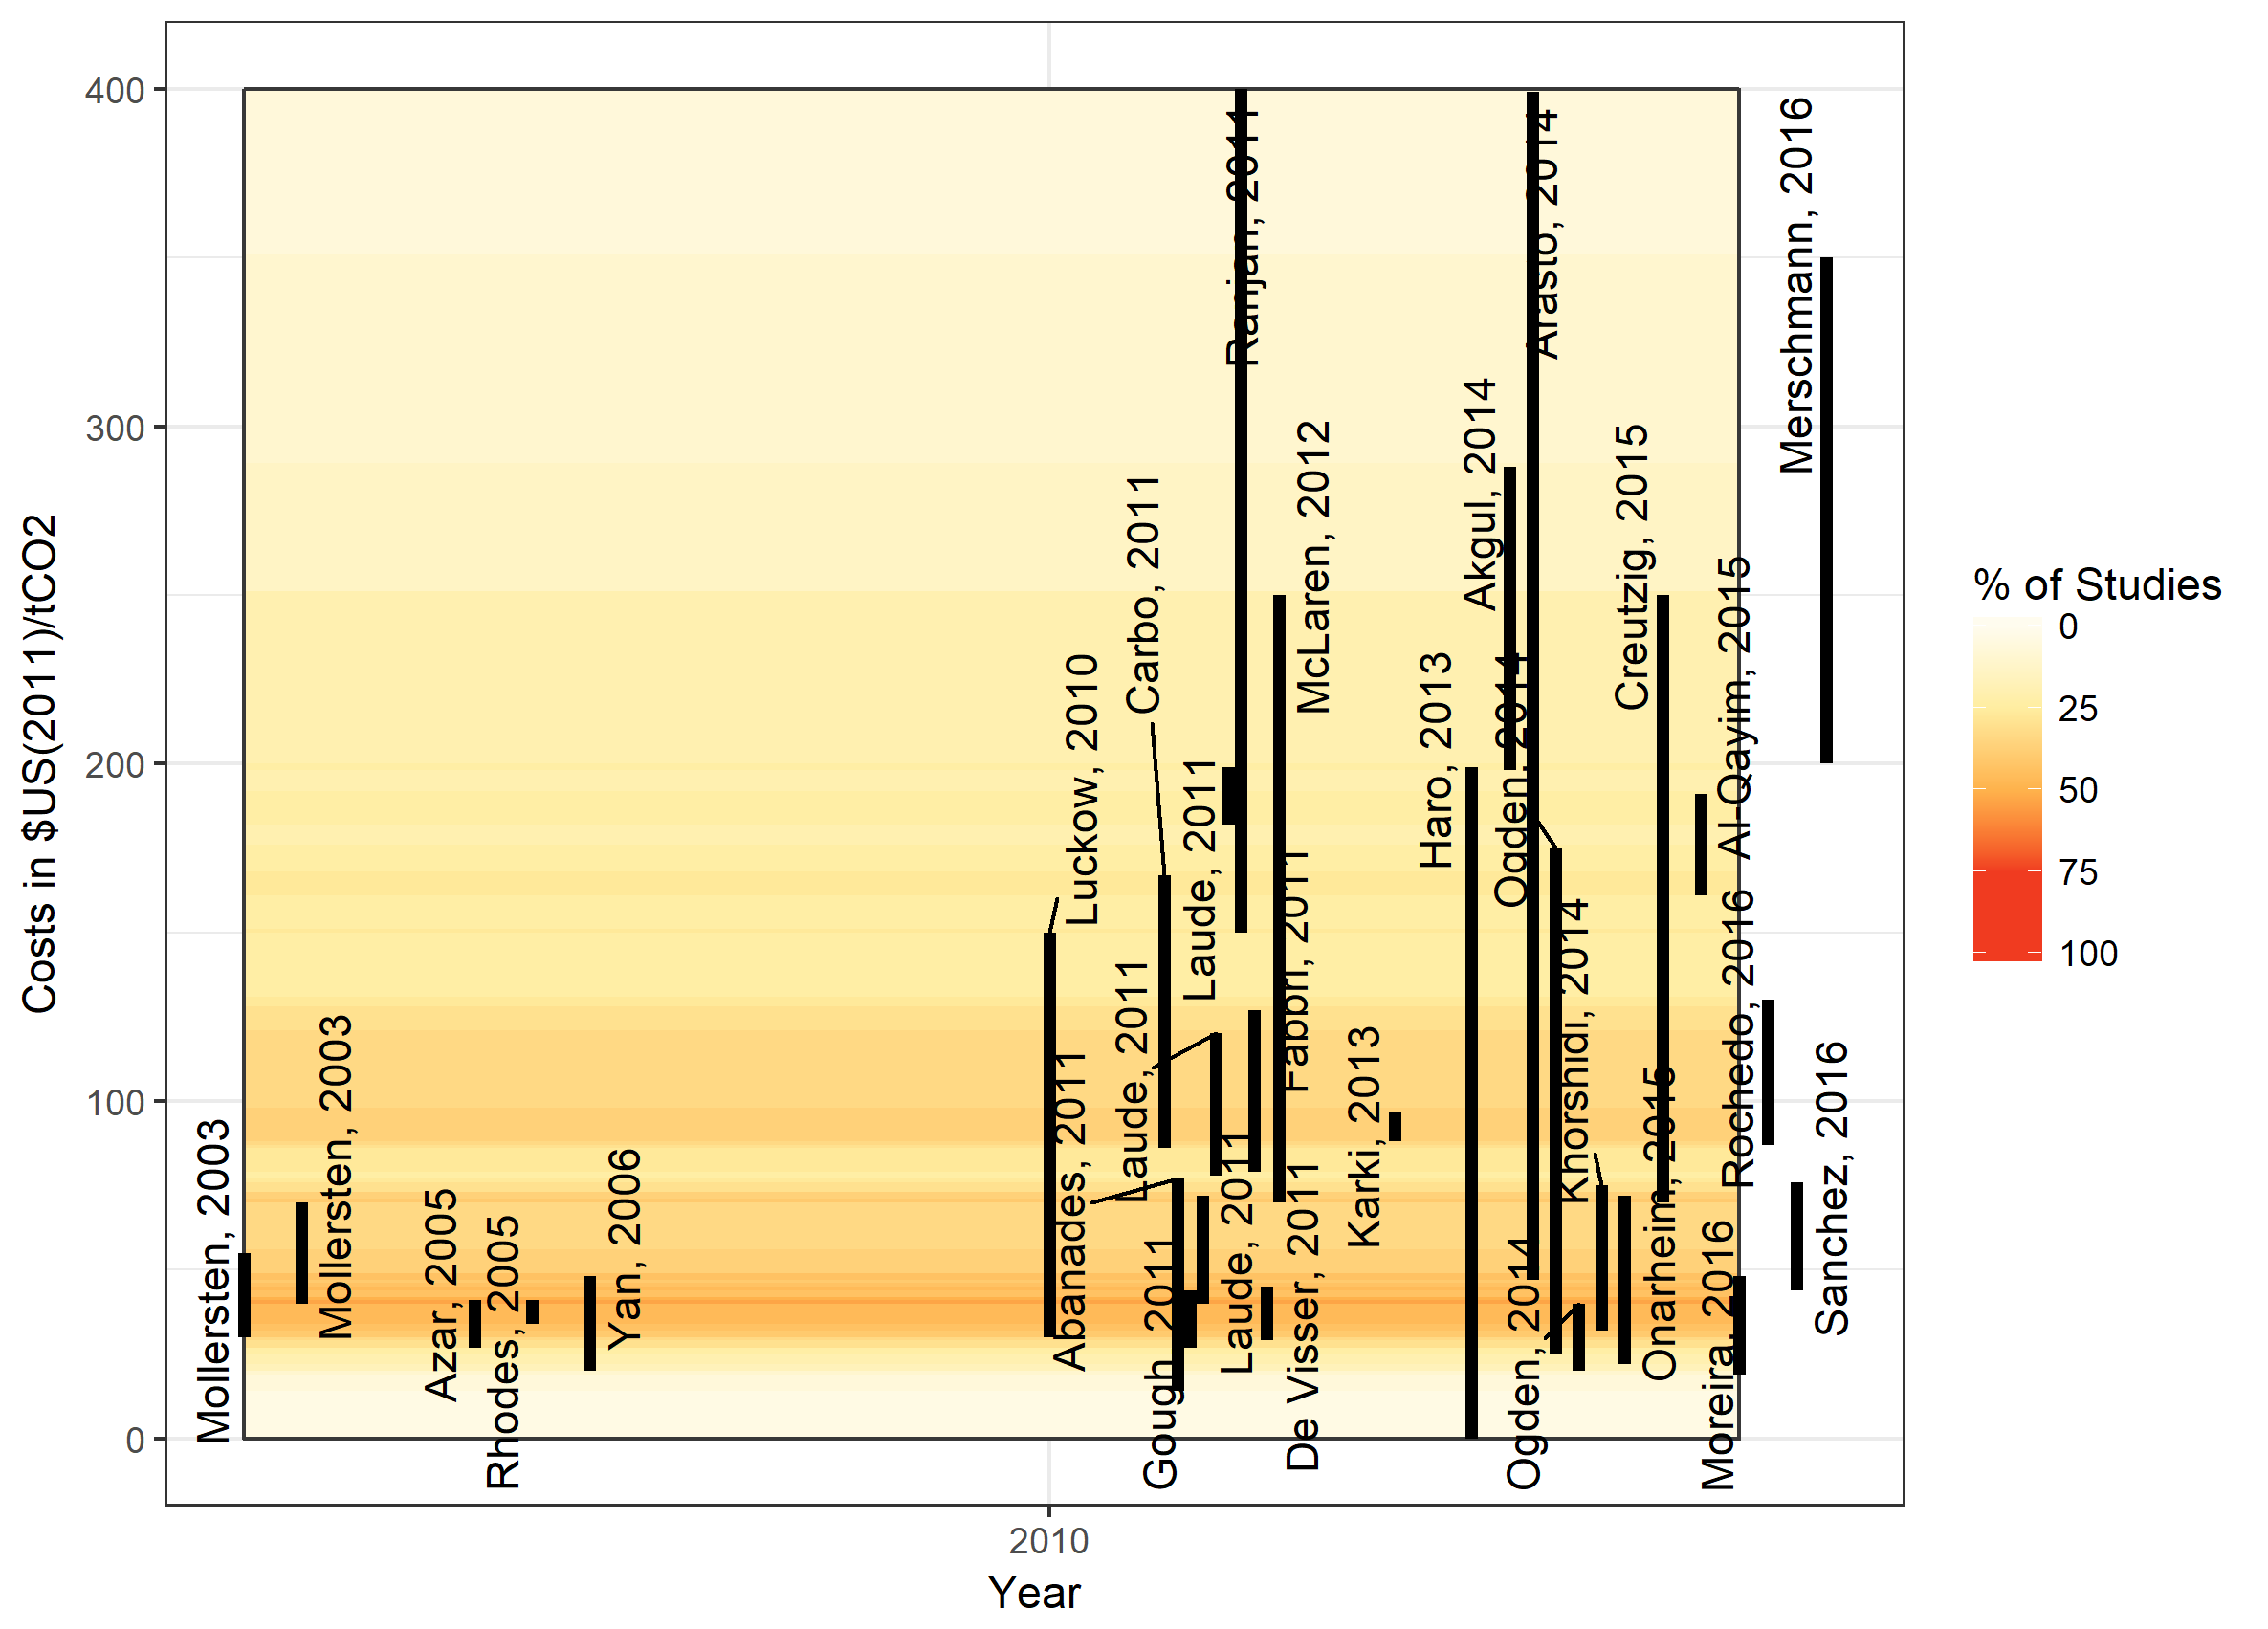 Costs in $US(2011)/tCO2
400
300
200
100
0
Mollersten, 2003
Mollersten, 2003
Azar, 2005
Rhodes, 2005
Yan, 2006
Luckow, 2010
Abanades, 2011
Carbo, 2011
Laude, 2011
Gough, 2011
Laude, 2011
Laude, 2011
Ranjan, 2011
Fabbri, 2011
De Visser, 2011
McLaren, 2012
Karki, 2013
Haro, 2013
Akgul, 2014
Arasto, 2014
Ogden, 2014
Ogden, 2014
Khorshidi, 2014
Onarheim, 2015
Creutzig, 2015
Al-Qayim, 2015
Moreira, 2016
Rochedo, 2016
Sanchez, 2016
Merschmann, 2016
2010
Year
% of Studies
0
25
50
75
100